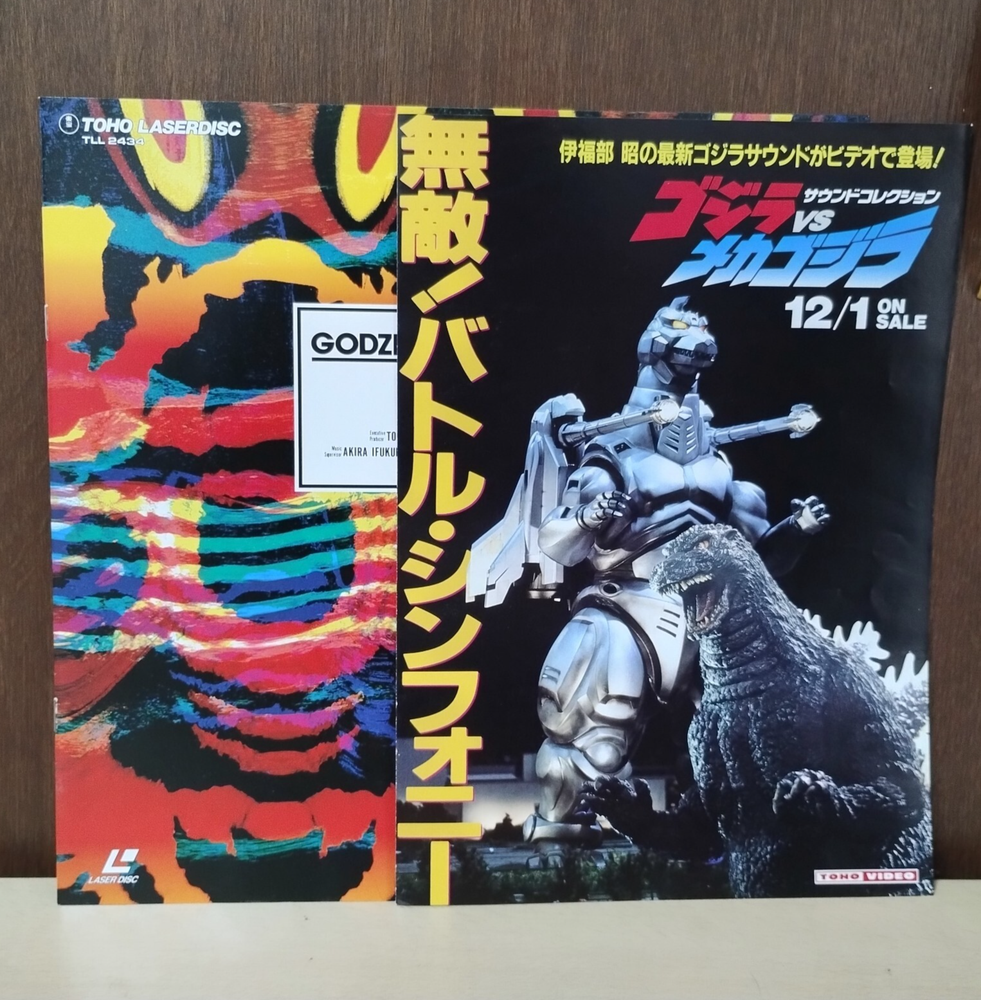 TOHO LASERDISC
TLL 2434
GODZI
Executive
Producer TO
Music
Supervisor AKIRA IFUKU
LASER DISC
無敵!バトル・シンフォニー
伊福部 昭の最新ゴジラサウンドがビデオで登場!
ゴジラ
VS
サウンドコレクション
メカゴジラ
12/1 ON SALE
TOHO VIDEO